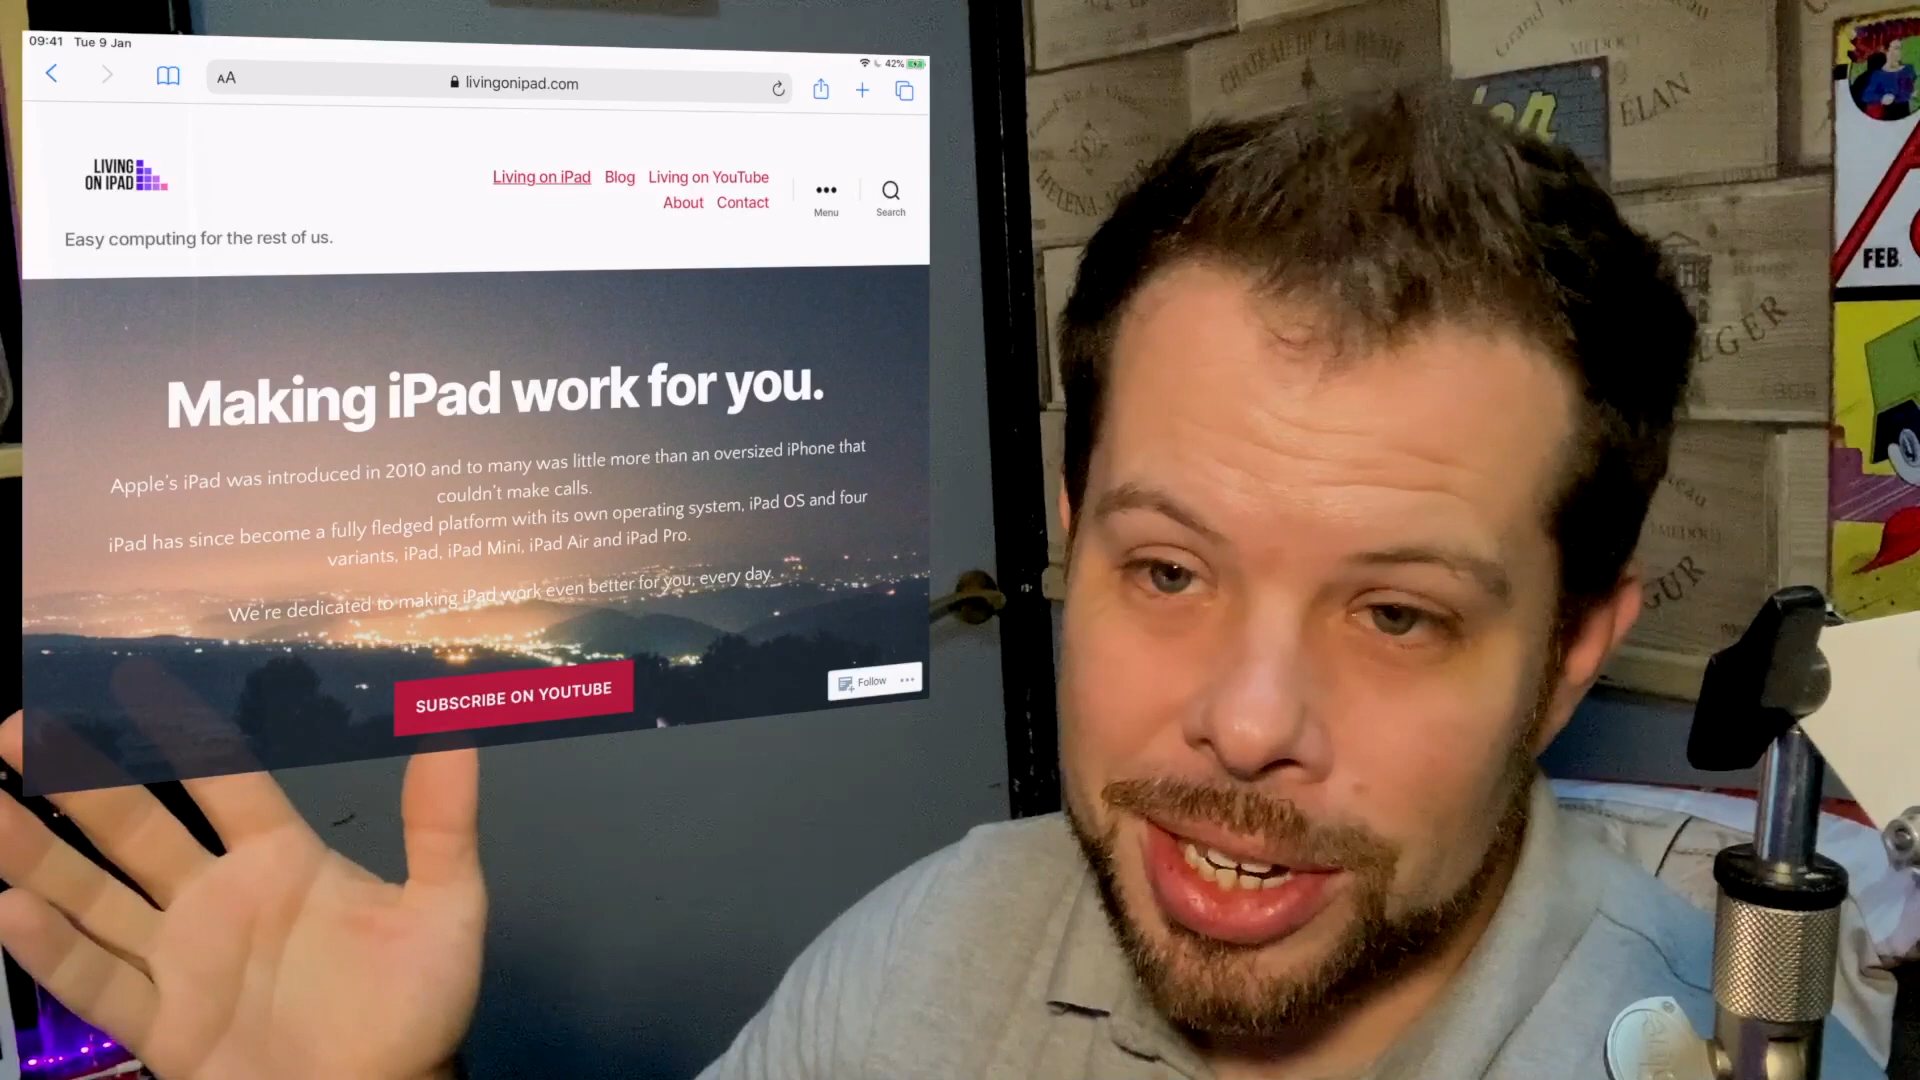 09:41 Tue 9 Jan
42%
AA
livingonipad.com
LIVING
ON IPAD
Living on iPad Blog Living on YouTube
About Contact
Menu
Search
Easy computing for the rest of us.
Making iPad work for you.
Apple's iPad was introduced in 2010 and to many was little more than an oversized iPhone that
couldn't make calls.
iPad has since become a fully fledged platform with its own operating system, iPad OS and four
variants, iPad, iPad Mini, iPad Air and iPad Pro.
We're dedicated to making iPad work even better for you, every day.
SUBSCRIBE ON YOUTUBE
Follow
ÉLAN
FEB.